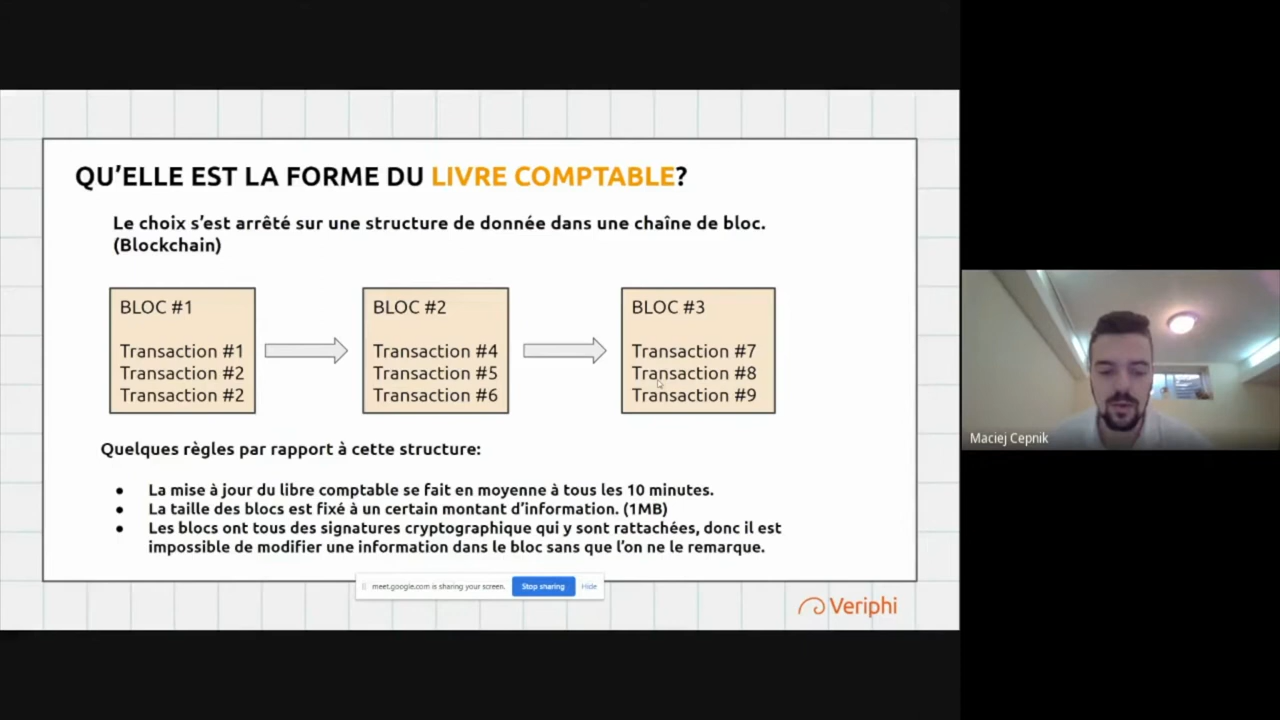 QU'ELLE EST LA FORME DU LIVRE COMPTABLE?
Le choix s'est arrêté sur une structure de donnée dans une chaîne de bloc.
(Blockchain)
BLOC #1
Transaction #1
Transaction #2
Transaction #2
BLOC #2
Transaction #4
Transaction #5
Transaction #6
BLOC #3
Transaction #7
Transaction #8
Transaction #9
Quelques règles par rapport à cette structure:
● La mise à jour du libre comptable se fait en moyenne à tous les 10 minutes.
● La taille des blocs est fixé à un certain montant d'information. (1MB)
● Les blocs ont tous des signatures cryptographique qui y sont rattachées, donc il est
impossible de modifier une information dans le bloc sans que l'on ne le remarque.
meet.google.com is sharing your screen. Stop sharing Hide
Veriphi
Maciej Cepnik